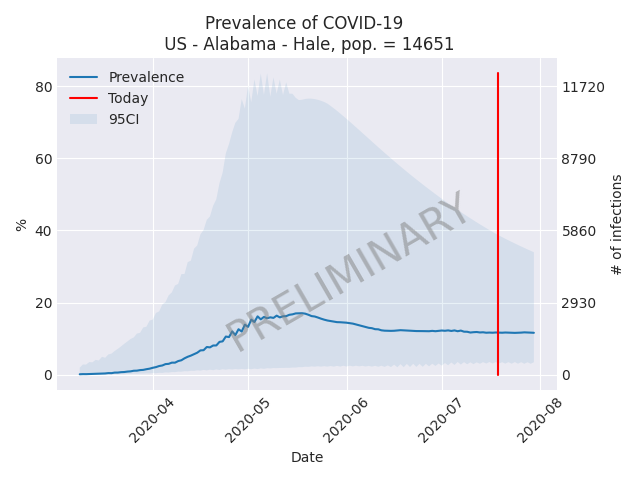 Prevalence of COVID-19
US - Alabama - Hale, pop. = 14651
Prevalence
Today
95CI
80
60
40
20
0
%
11720
8790
5860
2930
0
# of infections
PRELIMINARY
2020-04
2020-05
2020-06
2020-07
2020-08
Date